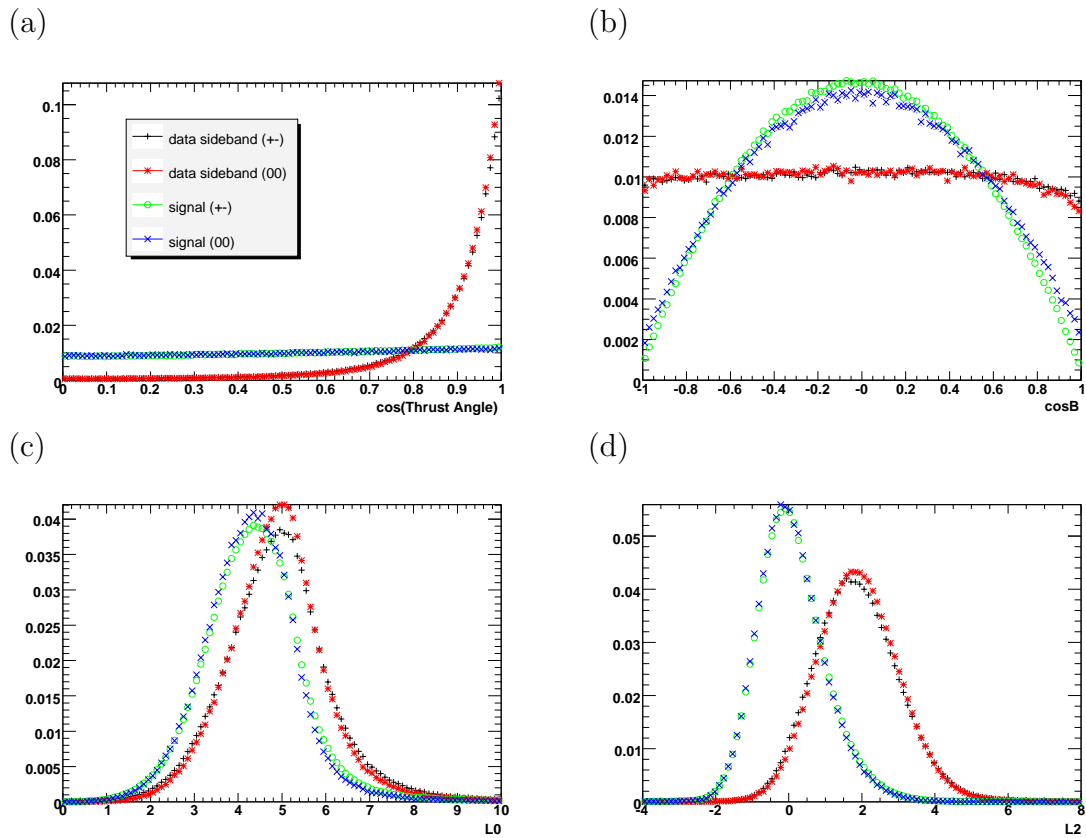 (a)
0.1
0.08
0.06
0.04
0.02
0
data sideband (+-)
data sideband (00)
signal (+-)
signal (00)
0 0.1 0.2 0.3 0.4 0.5 0.6 0.7 0.8 0.9 1
cos(Thrust Angle)
(b)
0.014
0.012
0.01
0.008
0.006
0.004
0.002
0
-1 -0.8 -0.6 -0.4 -0.2 0 0.2 0.4 0.6 0.8 1
cosB
(c)
0.04
0.035
0.03
0.025
0.02
0.015
0.01
0.005
0
0 1 2 3 4 5 6 7 8 9 10
L0
(d)
0.05
0.04
0.03
0.02
0.01
0
-4 -2 0 2 4 6 8
L2